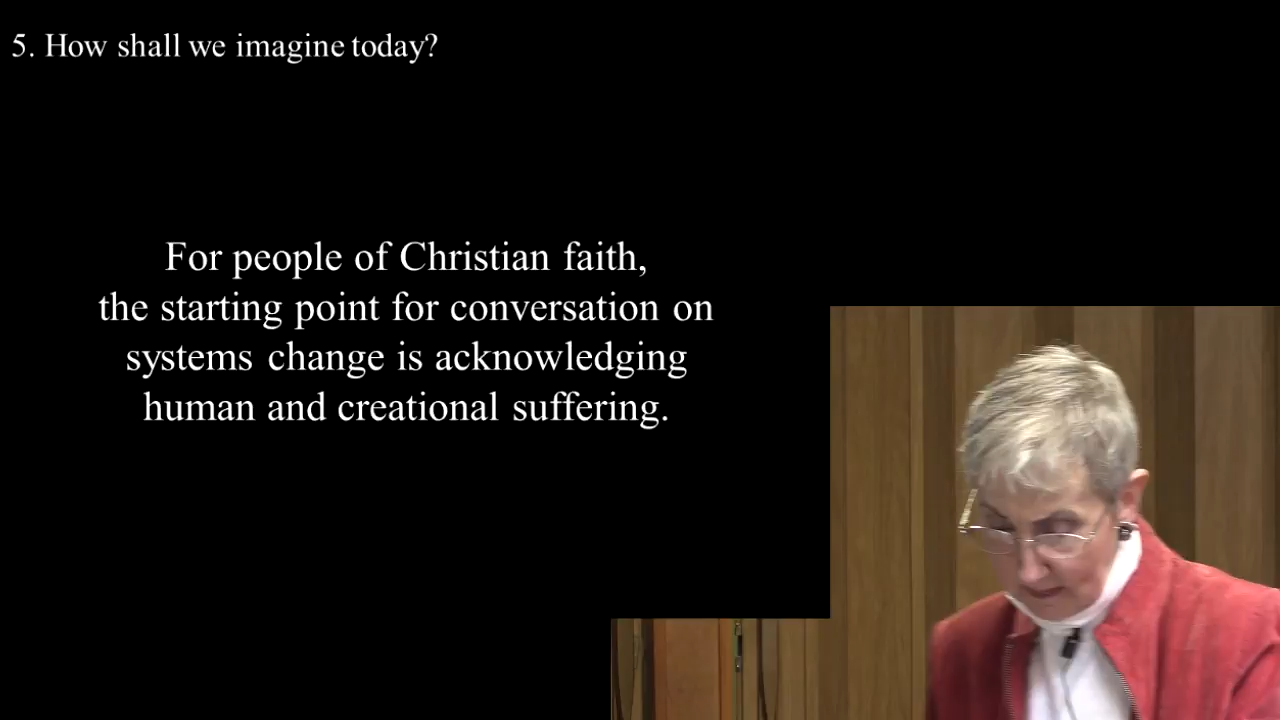 5. How shall we imagine today?
For people of Christian faith,
the starting point for conversation on
systems change is acknowledging
human and creational suffering.